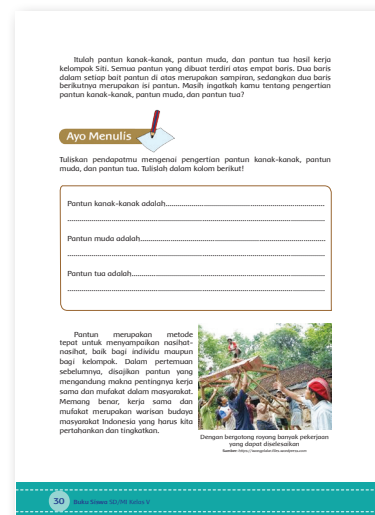 Itulah pantun kanak-kanak, pantun muda, dan pantun tua hasil kerja
kelompok Siti. Semua pantun yang dibuat terdiri atas empat baris. Dua baris
dalam setiap bait pantun di atas merupakan sampiran, sedangkan dua baris
berikutnya merupakan isi pantun. Masih ingatkah kamu tentang pengertian
pantun kanak-kanak, pantun muda, dan pantun tua?
Ayo Menulis
Tuliskan pendapatmu mengenai pengertian pantun kanak-kanak, pantun
muda, dan pantun tua. Tulislah dalam kolom berikut!
Pantun kanak-kanak adalah
Pantun muda adalah
Pantun tua adalah
Pantun merupakan metode
tepat untuk menyampaikan nasihat-
nasihat, baik bagi individu maupun
bagi kelompok. Dalam pertemuan
sebelumnya, disajikan pantun yang
mengandung makna pentingnya kerja
sama dan mufakat dalam masyarakat.
Memang benar, kerja sama dan
mufakat merupakan warisan budaya
masyarakat Indonesia yang harus kita
pertahankan dan tingkatkan.
Dengan bergotong royong banyak pekerjaan
yang dapat diselesaikan
30 Buku Siswa SD/MI Kelas V